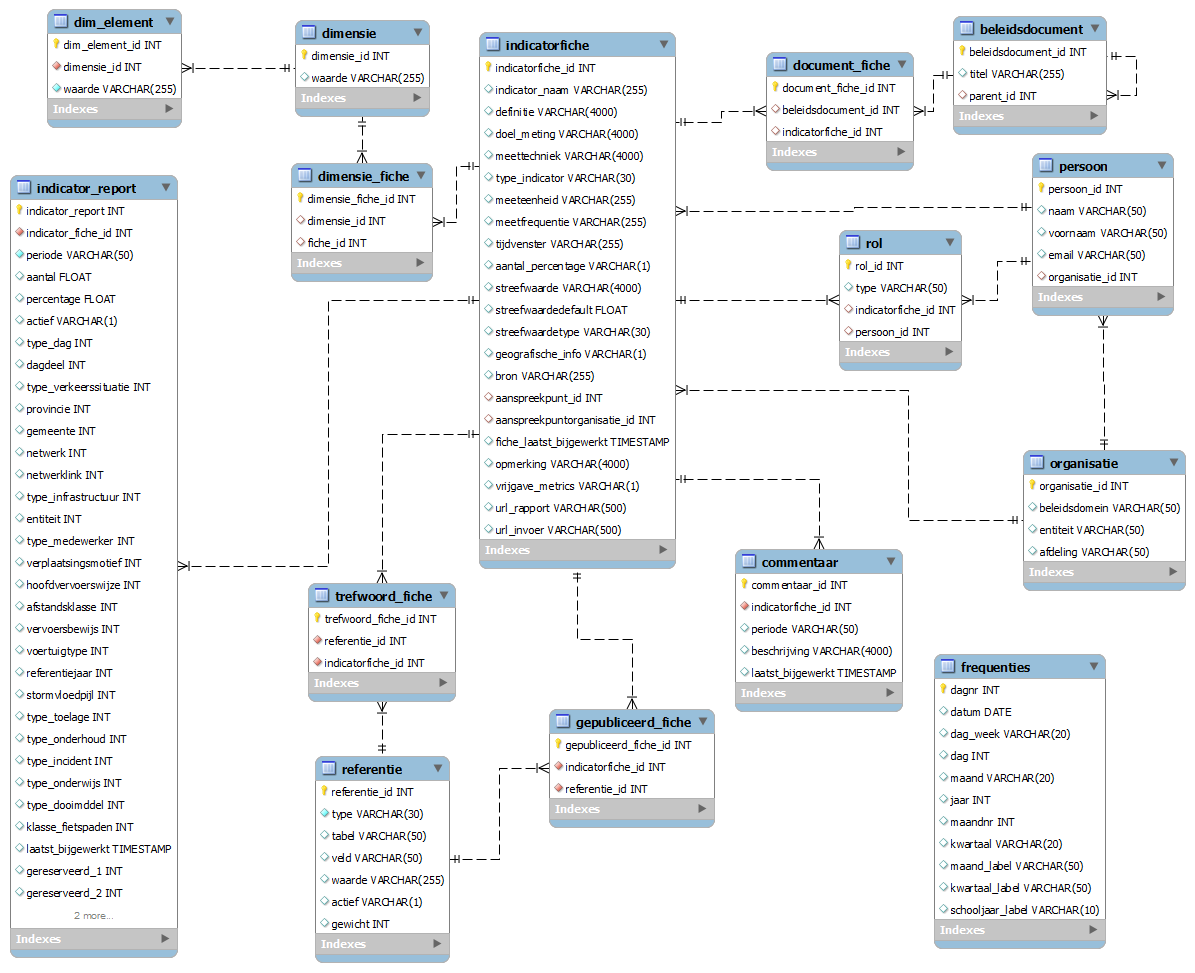 dim_element
dim_element_id INT
dimensie_id INT
waarde VARCHAR(255)
Indexes
dimensie
dimensie_id INT
waarde VARCHAR(255)
Indexes
dimensie_fiche
dimensie_fiche_id INT
dimensie_id INT
fiche_id INT
Indexes
indicator_report
indicator_report INT
indicator_fiche_id INT
periode VARCHAR(50)
aantal FLOAT
percentage FLOAT
actief VARCHAR(1)
type_dag INT
dagdeel INT
type_verkeerssituatie INT
provincie INT
gemeente INT
netwerk INT
netwerklink INT
type_infrastructuur INT
entiteit INT
type_medewerker INT
verplaatsingsmotief INT
hoofdvervoerswijze INT
afstandsklasse INT
vervoersbewijs INT
voertuigtype INT
referentiejaar INT
stormvloedpijl INT
type_toelage INT
type_onderhoud INT
type_incident INT
type_onderwijs INT
type_dooimddel INT
klasse_fietspaden INT
laatst_bijgewerkt TIMESTAMP
gereserveerd_1 INT
gereserveerd_2 INT
2 more...
Indexes
indicatorfiche
indicatorfiche_id INT
indicator_naam VARCHAR(255)
definitie VARCHAR(4000)
doel_meting VARCHAR(4000)
meettechniek VARCHAR(4000)
type_indicator VARCHAR(30)
meeteenheid VARCHAR(255)
meetfrequentie VARCHAR(255)
tijdvenster VARCHAR(255)
aantal_percentage VARCHAR(1)
streefwaarde VARCHAR(4000)
streefwaardedefault FLOAT
streefwaardetype VARCHAR(30)
geografische_info VARCHAR(1)
bron VARCHAR(255)
aanspreekpunt_id INT
aanspreekpuntorganisatie_id INT
fiche_laatst_bijgewerkt TIMESTAMP
opmerking VARCHAR(4000)
vrijgave_metrics VARCHAR(1)
url_rapport VARCHAR(500)
url_invoer VARCHAR(500)
Indexes
document_fiche
document_fiche_id INT
beleidsdocument_id INT
indicatorfiche_id INT
Indexes
beleidsdocument
beleidsdocument_id INT
titel VARCHAR(255)
parent_id INT
Indexes
persoon
persoon_id INT
naam VARCHAR(50)
voornaam VARCHAR(50)
email VARCHAR(50)
organisatie_id INT
Indexes
rol
rol_id INT
type VARCHAR(50)
indicatorfiche_id INT
persoon_id INT
Indexes
organisatie
organisatie_id INT
beleidsdomein VARCHAR(50)
entiteit VARCHAR(50)
afdeling VARCHAR(50)
Indexes
commentaar
commentaar_id INT
indicatorfiche_id INT
periode VARCHAR(50)
beschrijving VARCHAR(4000)
laatst_bijgewerkt TIMESTAMP
Indexes
trefwoord_fiche
trefwoord_fiche_id INT
referentie_id INT
indicatorfiche_id INT
Indexes
gepubliceerd_fiche
gepubliceerd_fiche_id INT
indicatorfiche_id INT
referentie_id INT
Indexes
referentie
referentie_id INT
type VARCHAR(30)
tabel VARCHAR(50)
veld VARCHAR(50)
waarde VARCHAR(255)
actief VARCHAR(1)
gewicht INT
Indexes
frequenties
dagnr INT
datum DATE
dag_week VARCHAR(20)
dag INT
maand VARCHAR(20)
jaar INT
maandnr INT
kwartaal VARCHAR(20)
maand_label VARCHAR(50)
kwartaal_label VARCHAR(50)
schooljaar_label VARCHAR(10)
Indexes